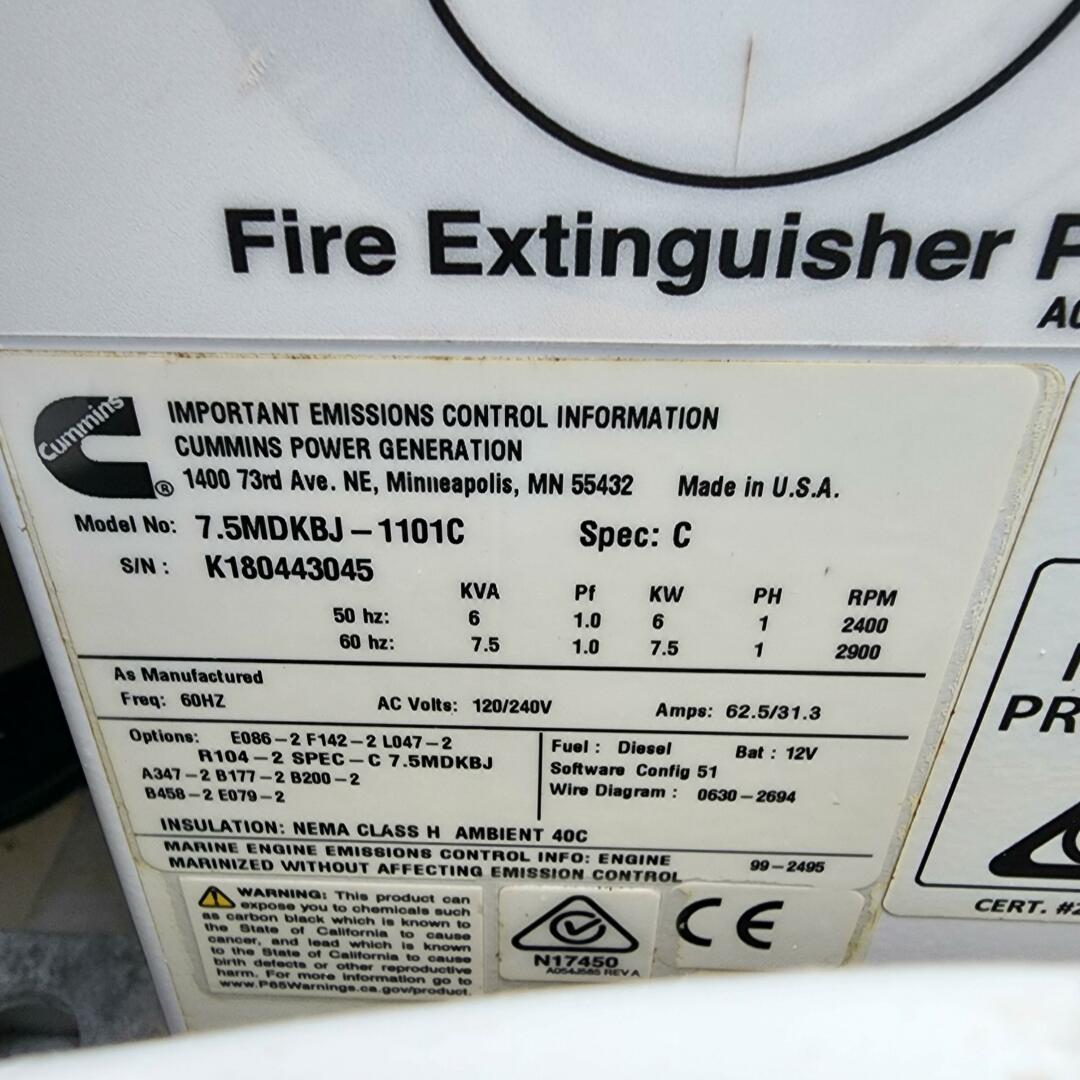 Fire Extinguisher
Cummins
®
IMPORTANT EMISSIONS CONTROL INFORMATION
CUMMINS POWER GENERATION
1400 73rd Ave. NE, Minneapolis, MN 55432 Made in U.S.A.
Model No: 7.5MDKBJ-1101C Spec: C
S/N : K180443045
KVA Pf KW PH RPM
50 hz: 6 1.0 6 1 2400
60 hz: 7.5 1.0 7.5 1 2900
As Manufactured
Freq: 60HZ AC Volts: 120/240V Amps: 62.5/31.3
Options: E086-2 F142-2 L047-2
R104-2 SPEC-C 7.5MDKBJ
A347-2 B177-2 B200-2
B458-2 E079-2
Fuel : Diesel Bat : 12V
Software Config 51
Wire Diagram : 0630-2694
INSULATION: NEMA CLASS H AMBIENT 40C
MARINE ENGINE EMISSIONS CONTROL INFO: ENGINE
MARINIZED WITHOUT AFFECTING EMISSION CONTROL
99-2495
WARNING: This product can
expose you to chemicals such
as carbon black which is known to
the State of California to cause
cancer, and lead which is known
to the State of California to cause
birth defects or other reproductive
harm. For more information go to
www.P65Warnings.ca.gov/product.
N17450
A054J585 REV A
CE
CERT.